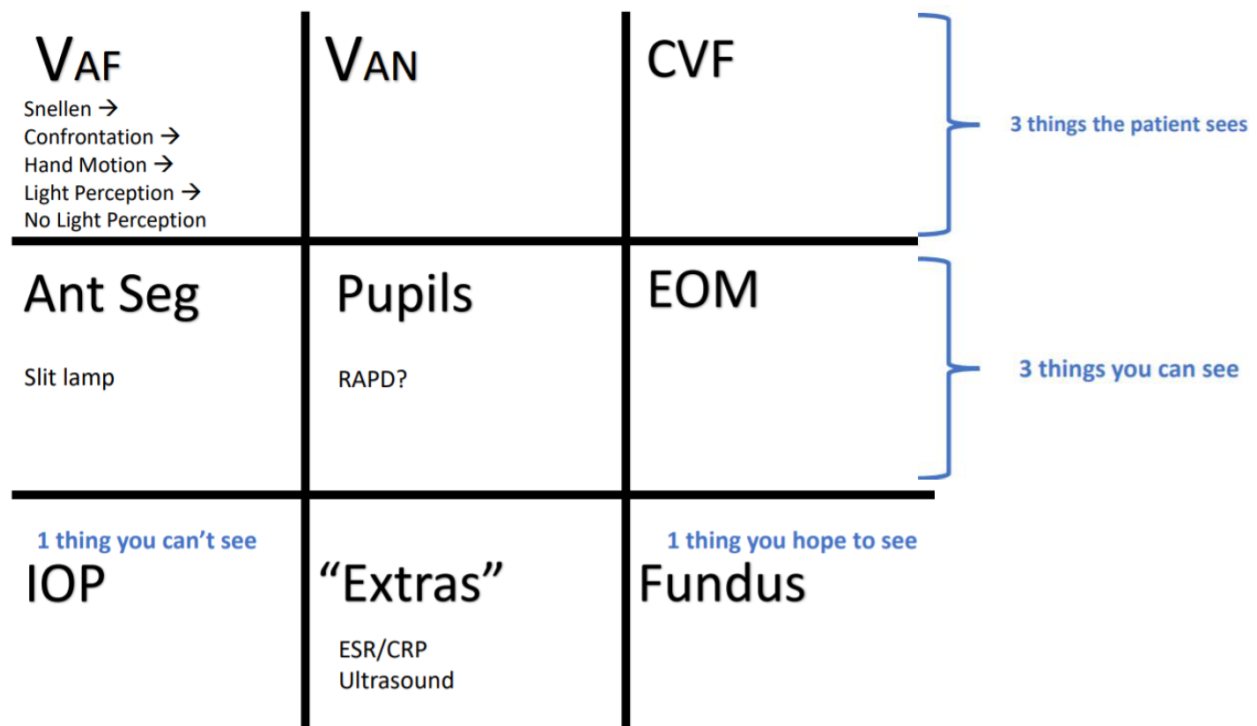 VAF
Snellen →
Confrontation →
Hand Motion →
Light Perception →
No Light Perception
VAN
CVF
3 things the patient sees
Ant Seg
Slit lamp
Pupils
RAPD?
EOM
3 things you can see
1 thing you can’t see
IOP
“Extras”
ESR/CRP
Ultrasound
1 thing you hope to see
Fundus